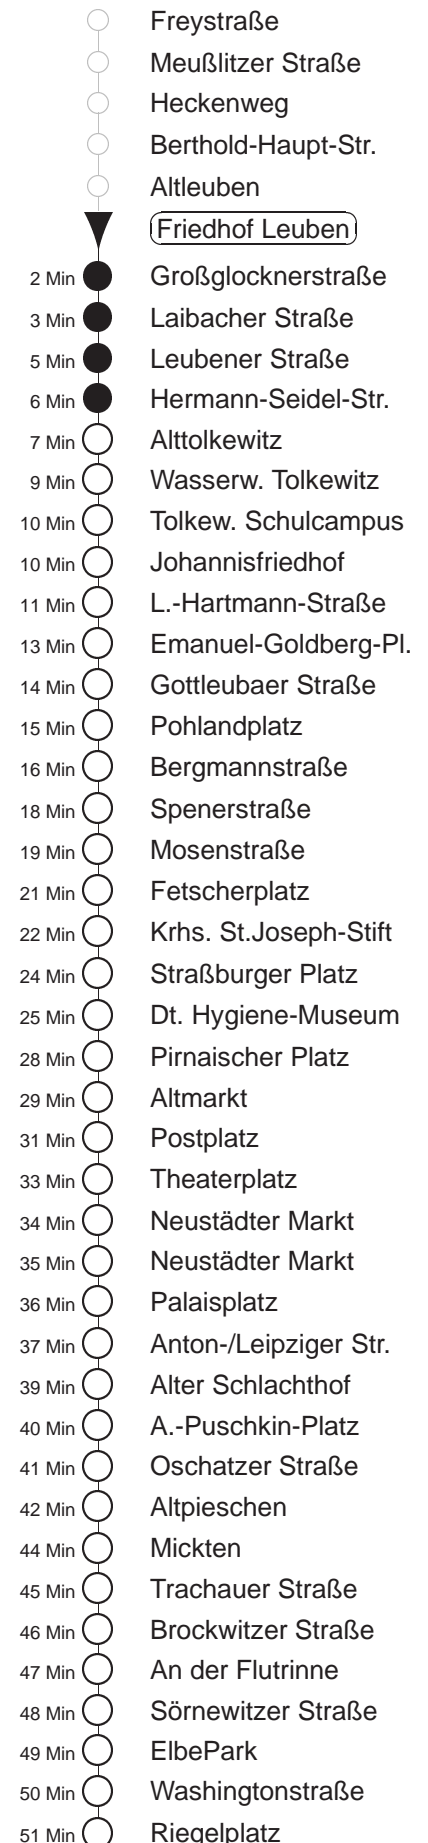 Freystraße
Meußlitzer Straße
Heckenweg
Berthold-Haupt-Str.
Altleuben
Friedhof Leuben
2 Min Großglocknerstraße
3 Min Laibacher Straße
5 Min Leubener Straße
6 Min Hermann-Seidel-Str.
7 Min Alttolkewitz
9 Min Wasserw. Tolkewitz
10 Min Tolkew. Schulcampus
10 Min Johannisfriedhof
11 Min L.-Hartmann-Straße
13 Min Emanuel-Goldberg-Pl.
14 Min Gottleubaer Straße
15 Min Pohlandplatz
16 Min Bergmannstraße
18 Min Spenerstraße
19 Min Mosenstraße
21 Min Fetscherplatz
22 Min Krhs. St.Joseph-Stift
24 Min Straßburger Platz
25 Min Dt. Hygiene-Museum
28 Min Pirnaischer Platz
29 Min Altmarkt
31 Min Postplatz
33 Min Theaterplatz
34 Min Neustädter Markt
35 Min Neustädter Markt
36 Min Palaisplatz
37 Min Anton-/Leipziger Str.
39 Min Alter Schlachthof
40 Min A.-Puschkin-Platz
41 Min Oschatzer Straße
42 Min Altpieschen
44 Min Mickten
45 Min Trachauer Straße
46 Min Brockwitzer Straße
47 Min An der Flutrinne
48 Min Sörnewitzer Straße
49 Min ElbePark
50 Min Washingtonstraße
51 Min Riegelplatz